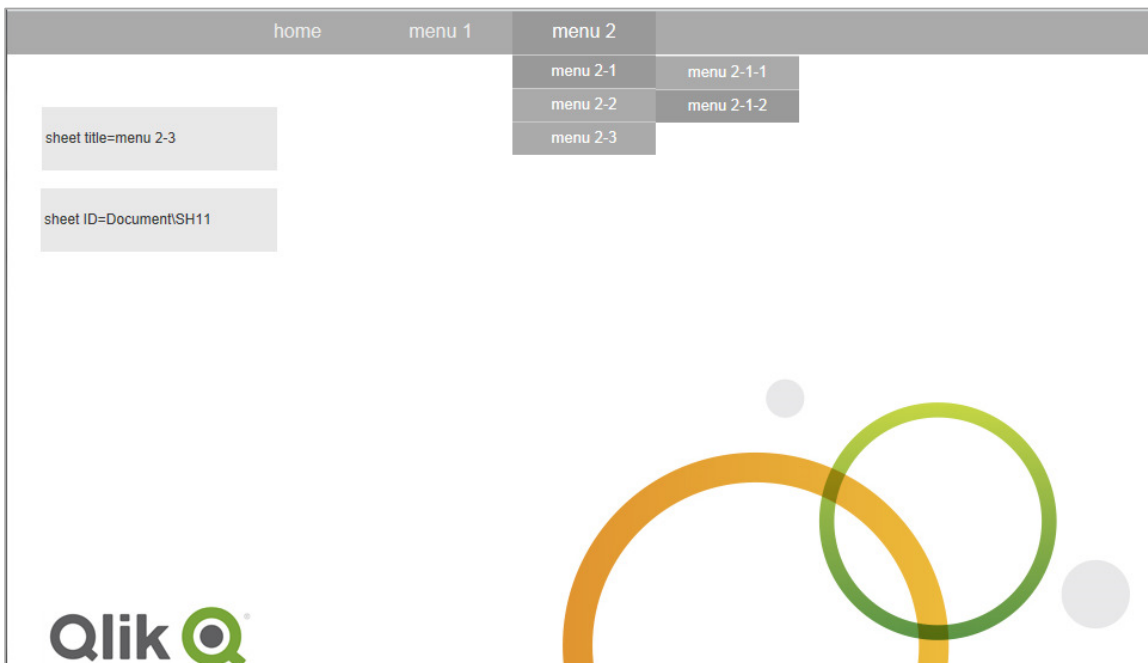 home menu 1 menu 2
menu 2-1 menu 2-1-1
menu 2-2 menu 2-1-2
menu 2-3
sheet title=menu 2-3
sheet ID=Document\SH11
Qlik